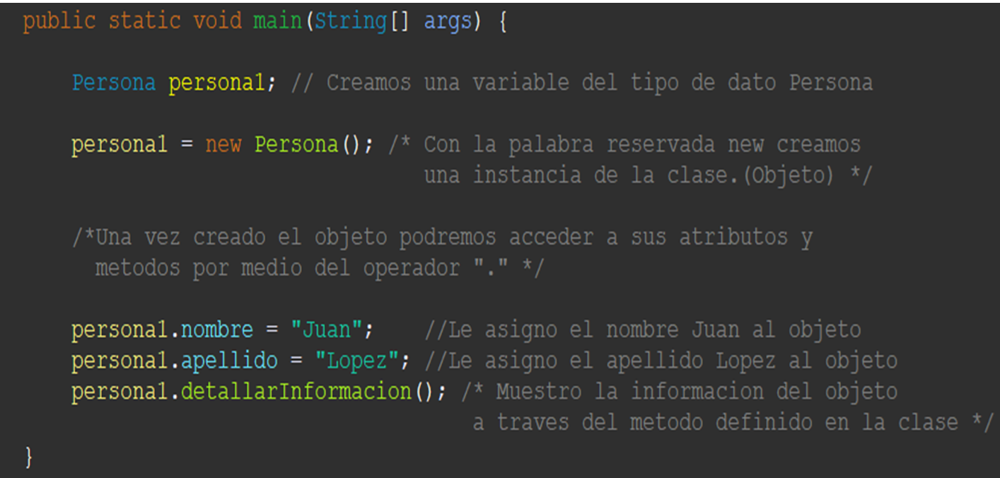 public static void main(String[] args) {
Persona persona1; // Creamos una variable del tipo de dato Persona
persona1 = new Persona(); /* Con la palabra reservada new creamos
una instancia de la clase.(Objeto) */
/*Una vez creado el objeto podremos acceder a sus atributos y
metodos por medio del operador "." */
persona1.nombre = "Juan"; //Le asigno el nombre Juan al objeto
persona1.apellido = "Lopez"; //Le asigno el apellido Lopez al objeto
persona1.detallarInformacion(); /* Muestro la informacion del objeto
a traves del metodo definido en la clase */
}